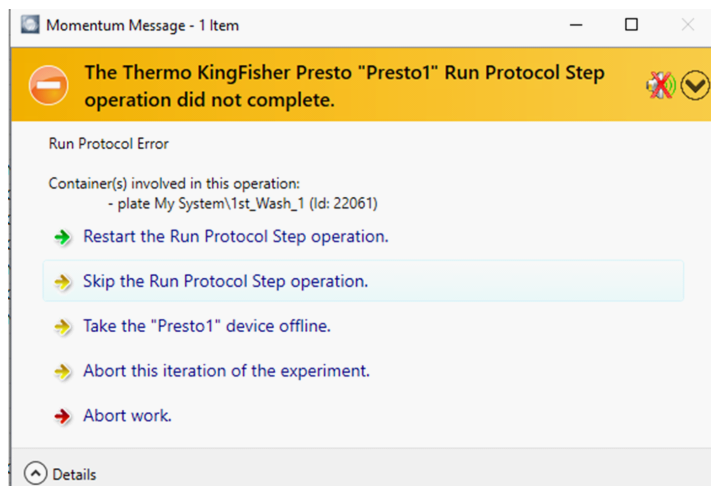 Momentum Message - 1 Item
The Thermo KingFisher Presto "Presto1" Run Protocol Step
operation did not complete.
Run Protocol Error
Container(s) involved in this operation:
- plate My System\1st_Wash_1 (Id: 22061)
Restart the Run Protocol Step operation.
Skip the Run Protocol Step operation.
Take the "Presto1" device offline.
Abort this iteration of the experiment.
Abort work.
Details